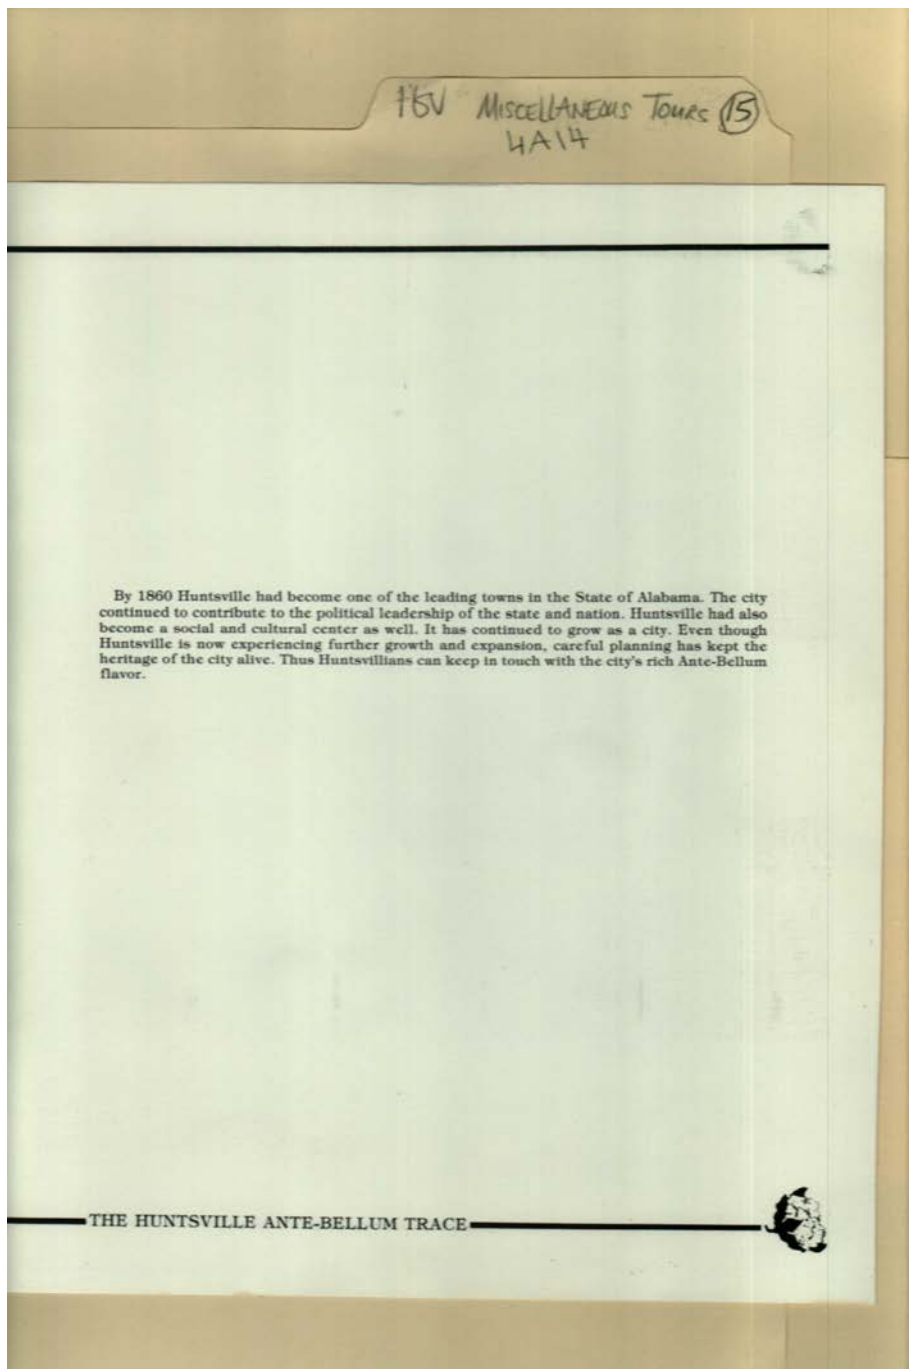 HSV MISCELLANEOUS TOURS 15
4A14
By 1860 Huntsville had become one of the leading towns in the State of Alabama. The city
continued to contribute to the political leadership of the state and nation. Huntsville had also
become a social and cultural center as well. It has continued to grow as a city. Even though
Huntsville is now experiencing further growth and expansion, careful planning has kept the
heritage of the city alive. Thus Huntsvillians can keep in touch with the city's rich Ante-Bellum
flavor.
THE HUNTSVILLE ANTE-BELLUM TRACE